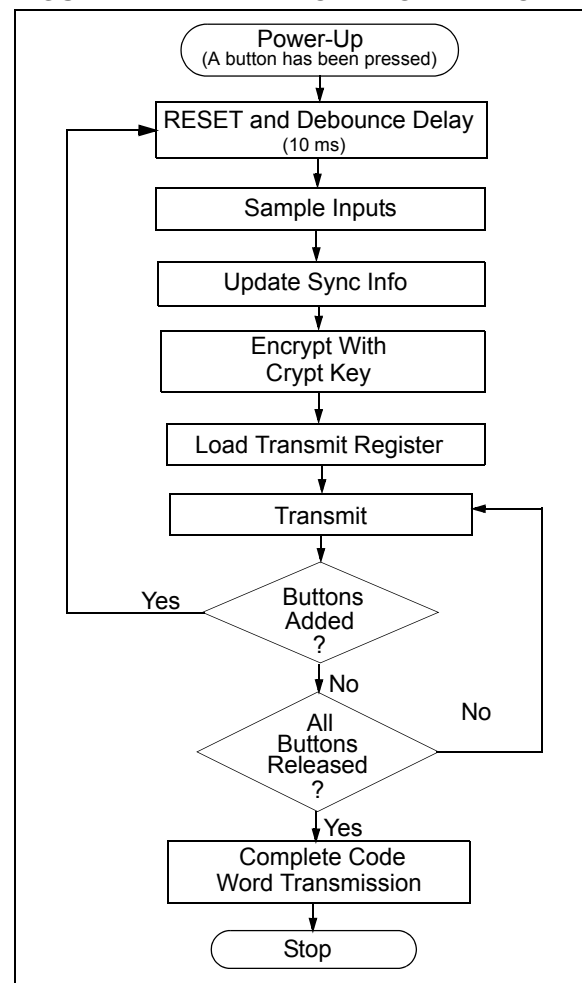 Power-Up
(A button has been pressed)
RESET and Debounce Delay
(10 ms)
Sample Inputs
Update Sync Info
Encrypt With
Crypt Key
Load Transmit Register
Transmit
Yes
Buttons
Added
?
No
All
Buttons
Released
?
No
Yes
Complete Code
Word Transmission
Stop